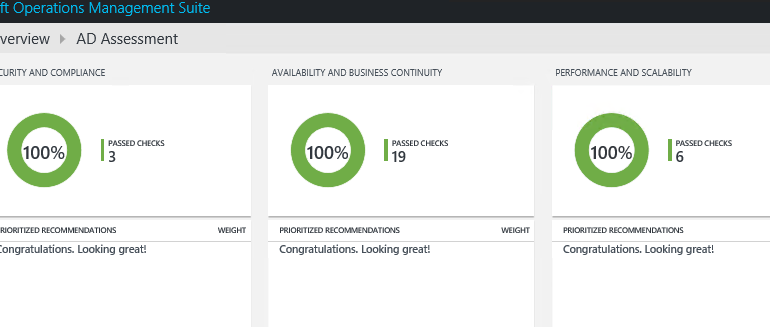 ft Operations Management Suite
verview AD Assessment
CURITY AND COMPLIANCE AVAILABILITY AND BUSINESS CONTINUITY PERFORMANCE AND SCALABILITY
100% PASSED CHECKS 3 100% PASSED CHECKS 19 100% PASSED CHECKS 6
RIORITIZED RECOMMENDATIONS WEIGHT PRIORITIZED RECOMMENDATIONS WEIGHT PRIORITIZED RECOMMENDATIONS
Congratulations. Looking great! Congratulations. Looking great! Congratulations. Looking great!